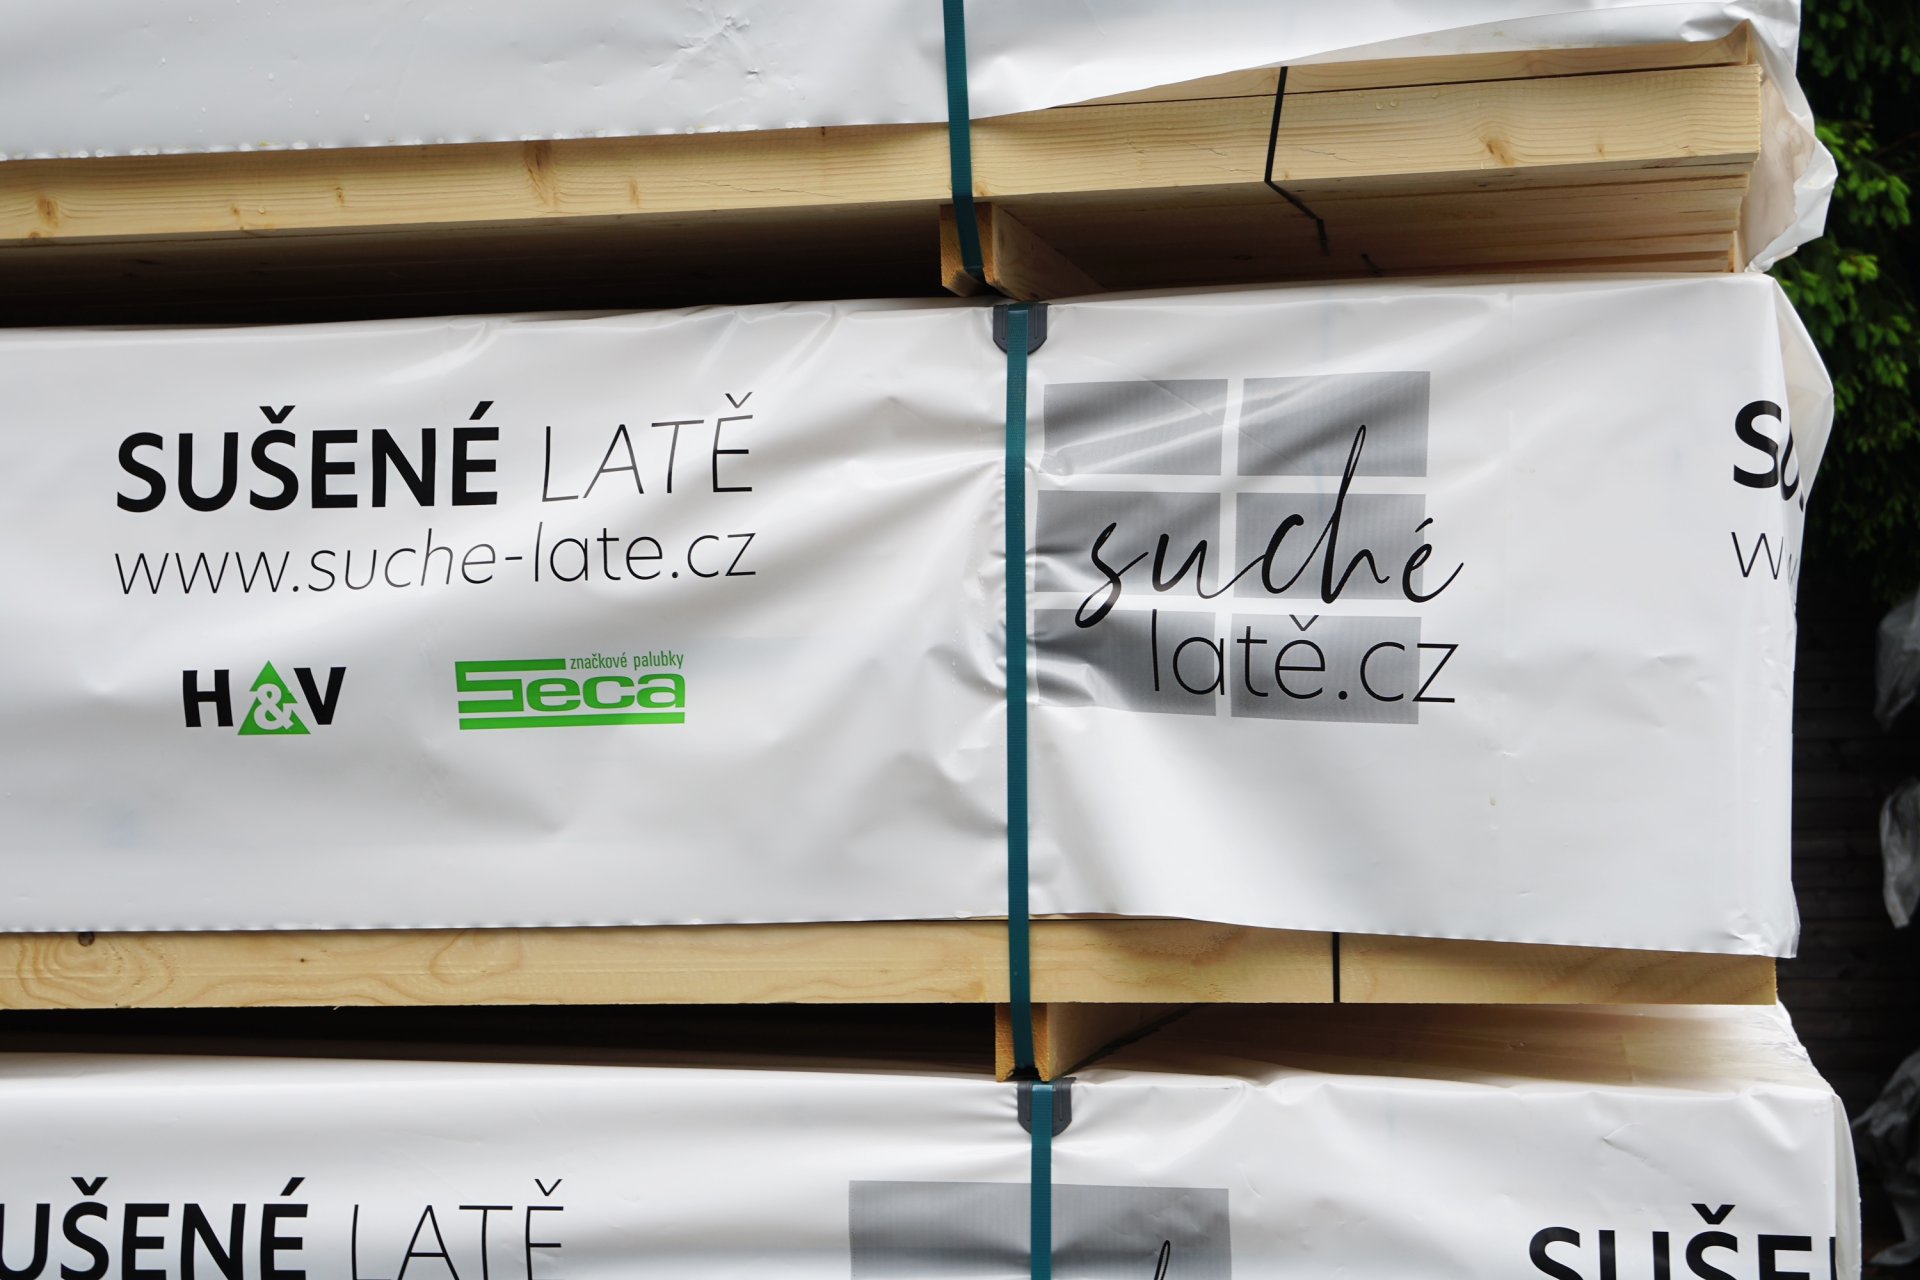 SUŠENÉ LATĚ
www.suche-late.cz
H&V
značkové palubky
Seca
suché
latě.cz
SUŠENÉ LATĚ